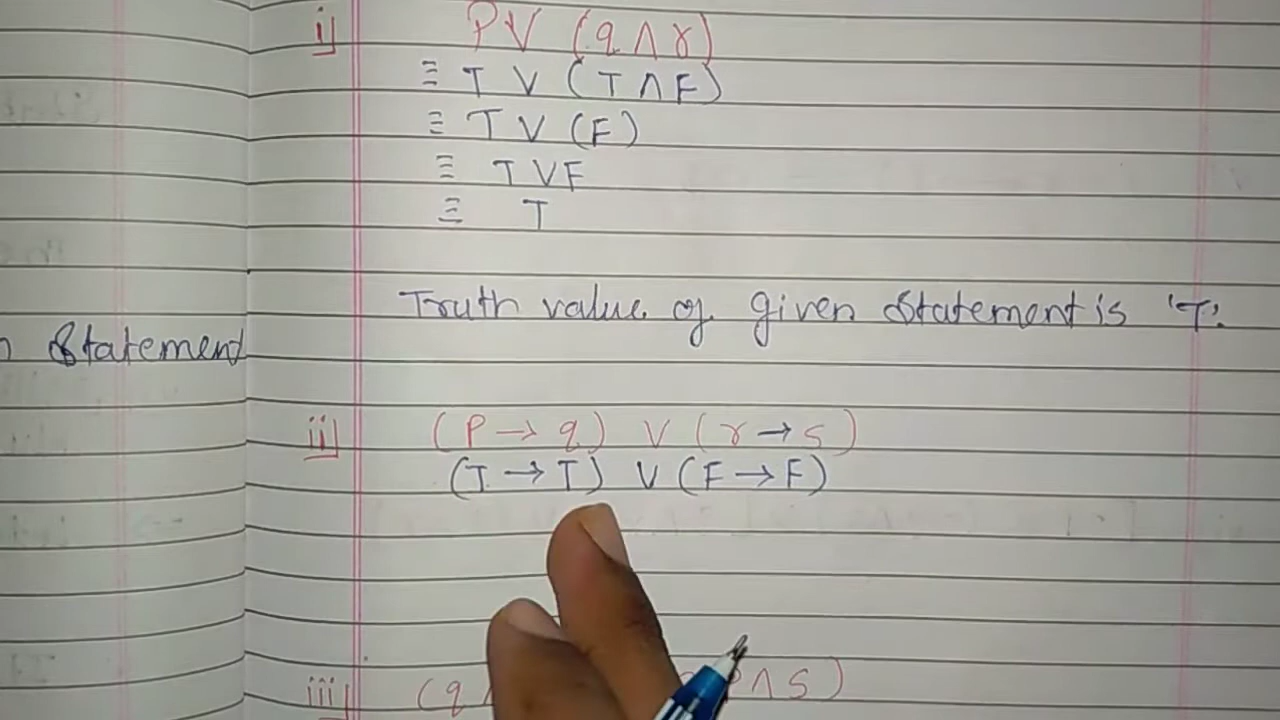 i] P V (q ∧ r)
≡ T V (T ∧ F)
≡ T V (F)
≡ T V F
≡ T
Truth value of given Statement is 'T'.
Statement
ii] (P → q) V (r → s)
(T → T) V (F → F)
iii] (q ∧ s)